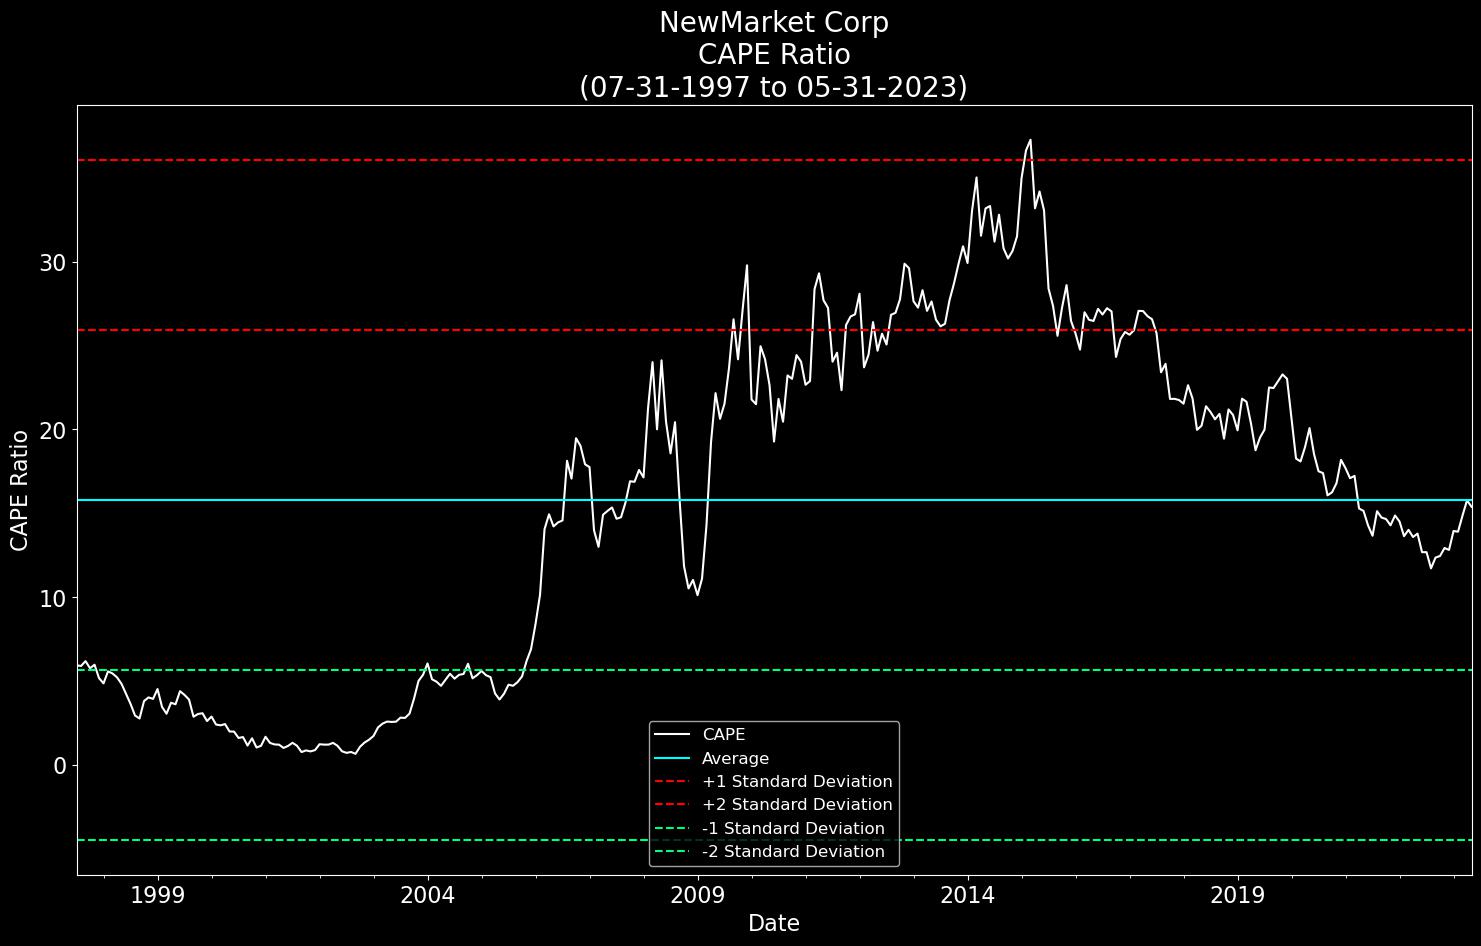 NewMarket Corp
CAPE Ratio
(07-31-1997 to 05-31-2023)
CAPE Ratio
30
20
10
0
CAPE
Average
+1 Standard Deviation
+2 Standard Deviation
-1 Standard Deviation
-2 Standard Deviation
1999
2004
2009
2014
2019
Date